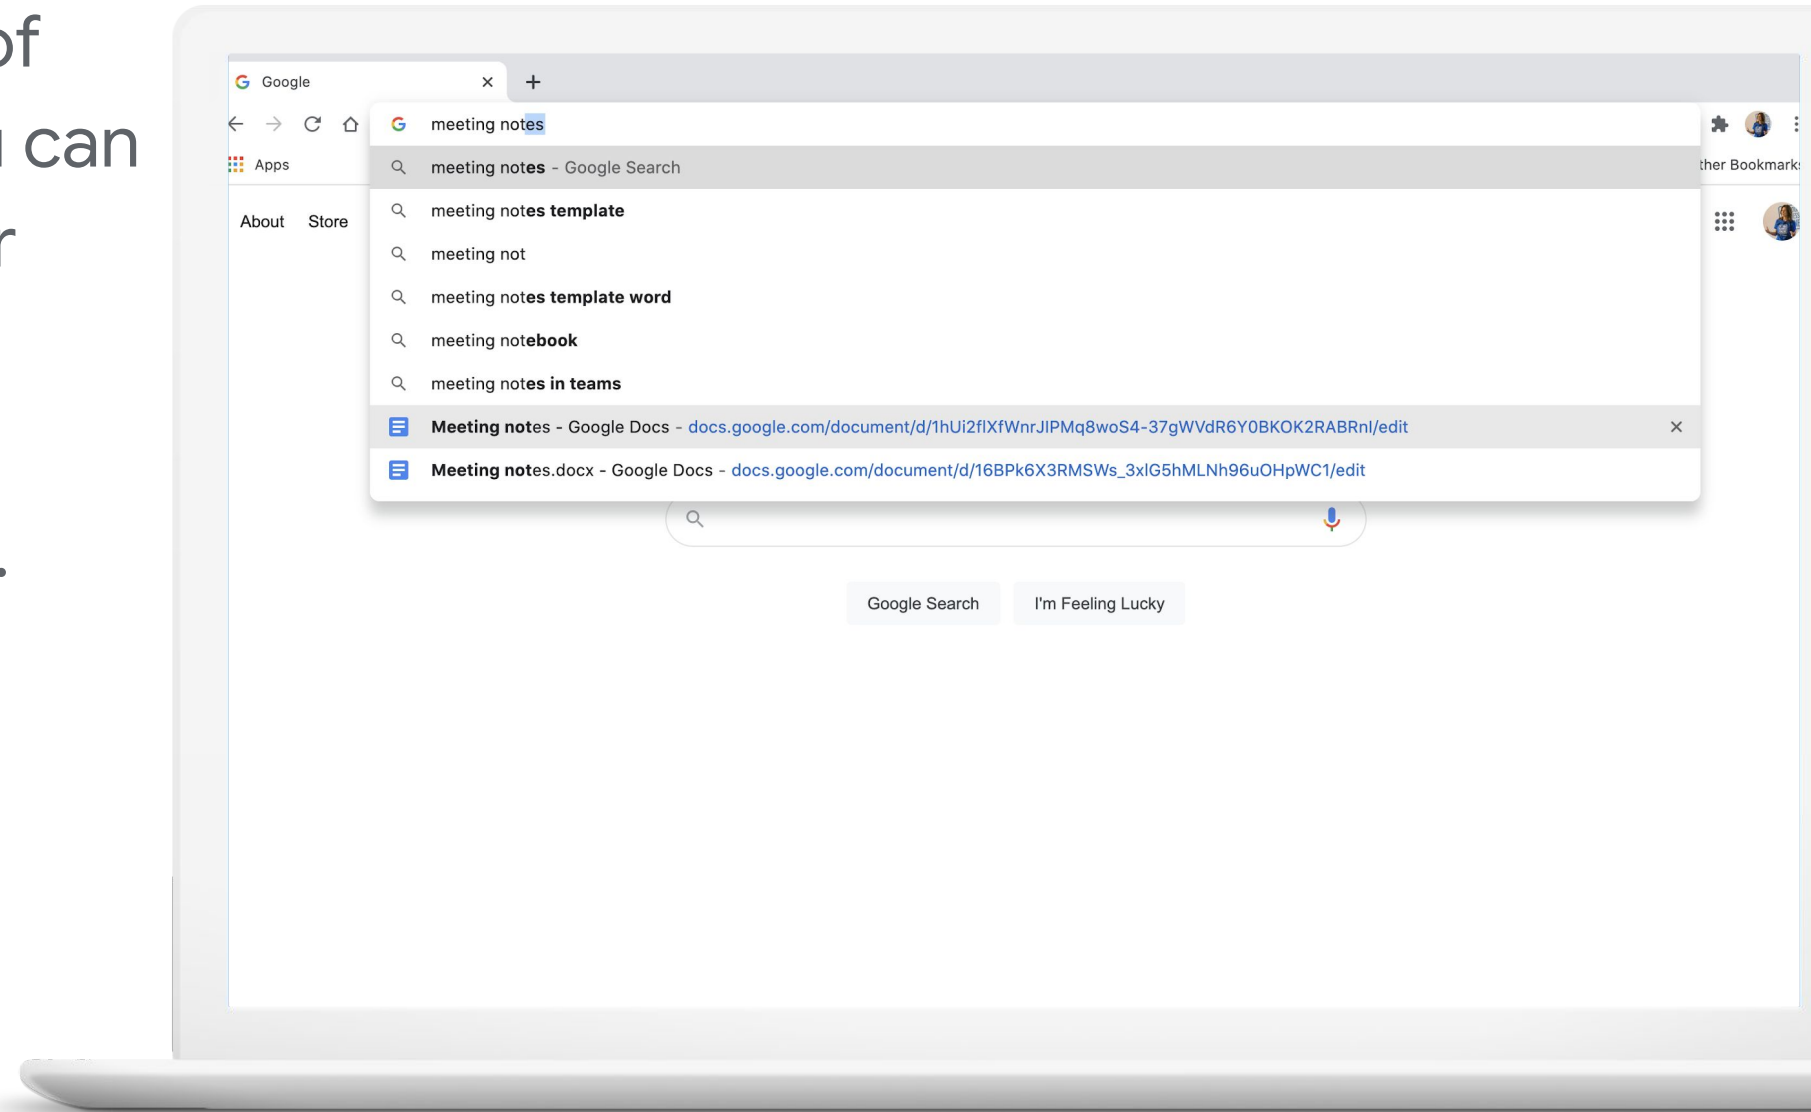 of
can
r
.
Google
meeting notes
meeting notes - Google Search
Apps
ther Bookmarks
About Store
meeting notes template
meeting not
meeting notes template word
meeting notebook
meeting notes in teams
Meeting notes - Google Docs - docs.google.com/document/d/1hUi2flXfWnrJIPMq8woS4-37gWVdR6Y0BKOK2RABRnI/edit
Meeting notes.docx - Google Docs - docs.google.com/document/d/16BPk6X3RMSWs_3xlG5hMLNh96uOHpWC1/edit
Google Search I'm Feeling Lucky